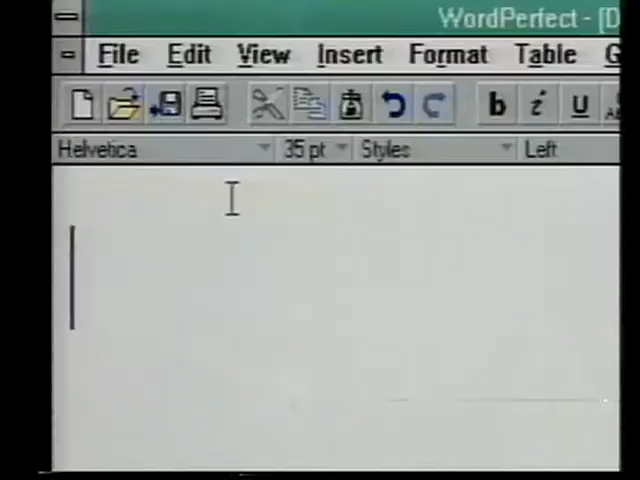 WordPerfect - [D
File Edit View Insert Format Table G
b i U
Helvetica 35 pt Styles Left